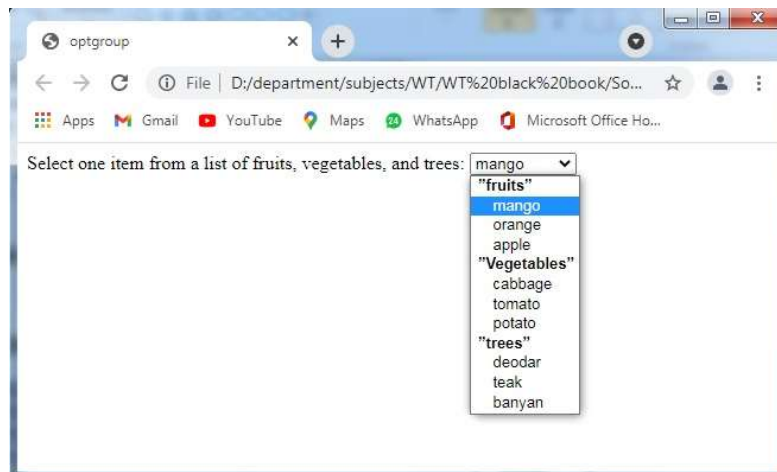 optgroup
File | D:/department/subjects/WT/WT%20black%20book/So...
Apps Gmail YouTube Maps 24 WhatsApp Microsoft Office Ho...
Select one item from a list of fruits, vegetables, and trees: mango
”fruits”
mango
orange
apple
”Vegetables”
cabbage
tomato
potato
”trees”
deodar
teak
banyan